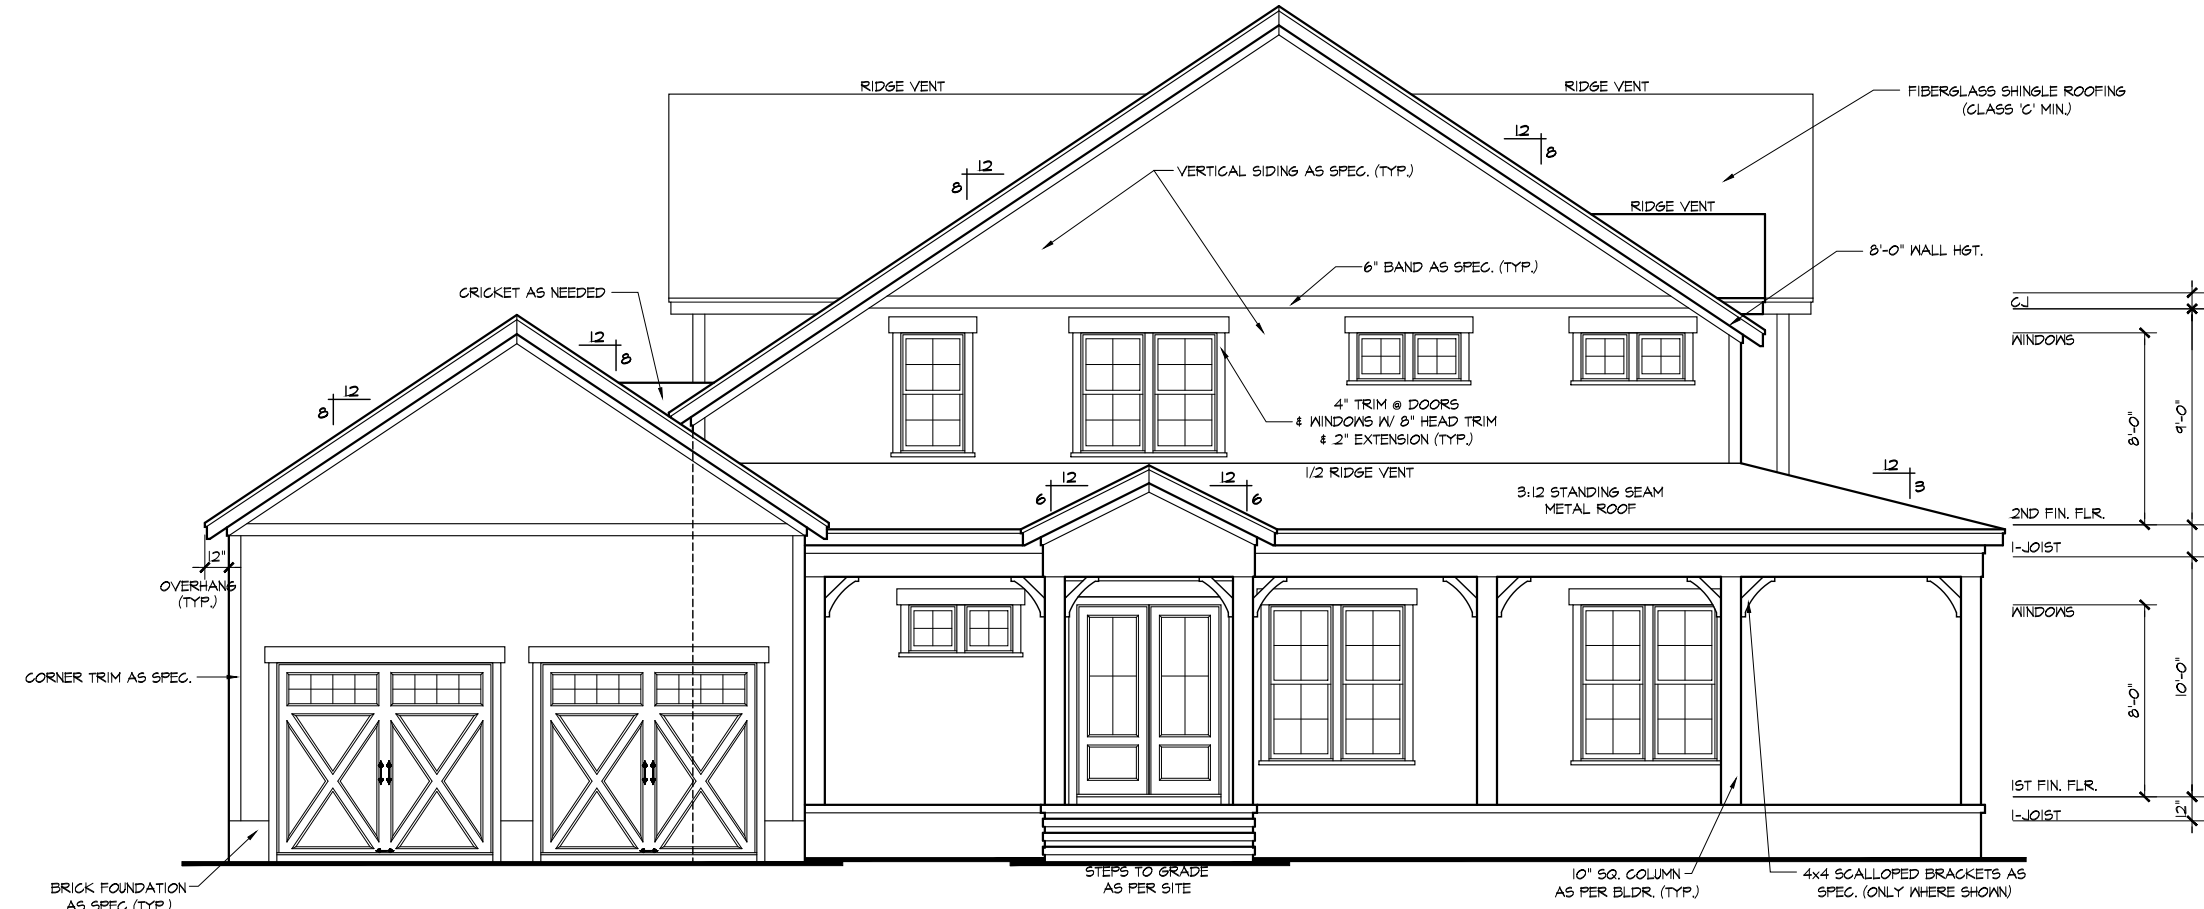 RIDGE VENT
RIDGE VENT
FIBERGLASS SHINGLE ROOFING
(CLASS 'C' MIN.)
12
8
12
8
VERTICAL SIDING AS SPEC. (TYP.)
RIDGE VENT
8'-0" WALL HGT.
6" BAND AS SPEC. (TYP.)
CRICKET AS NEEDED
CJ
WINDOWS
12
8
12
8
4" TRIM @ DOORS
& WINDOWS W/ 8" HEAD TRIM
& 2" EXTENSION (TYP.)
8'-0"
9'-0"
1/2 RIDGE VENT
12
6
12
6
12
3
3:12 STANDING SEAM
METAL ROOF
2ND FIN. FLR.
I-JOIST
12"
OVERHANG
(TYP.)
WINDOWS
CORNER TRIM AS SPEC.
8'-0"
10'-0"
1ST FIN. FLR.
I-JOIST
12"
STEPS TO GRADE
AS PER SITE
10" SQ. COLUMN
AS PER BLDR. (TYP.)
4x4 SCALLOPED BRACKETS AS
SPEC. (ONLY WHERE SHOWN)
BRICK FOUNDATION
AS SPEC (TYP.)